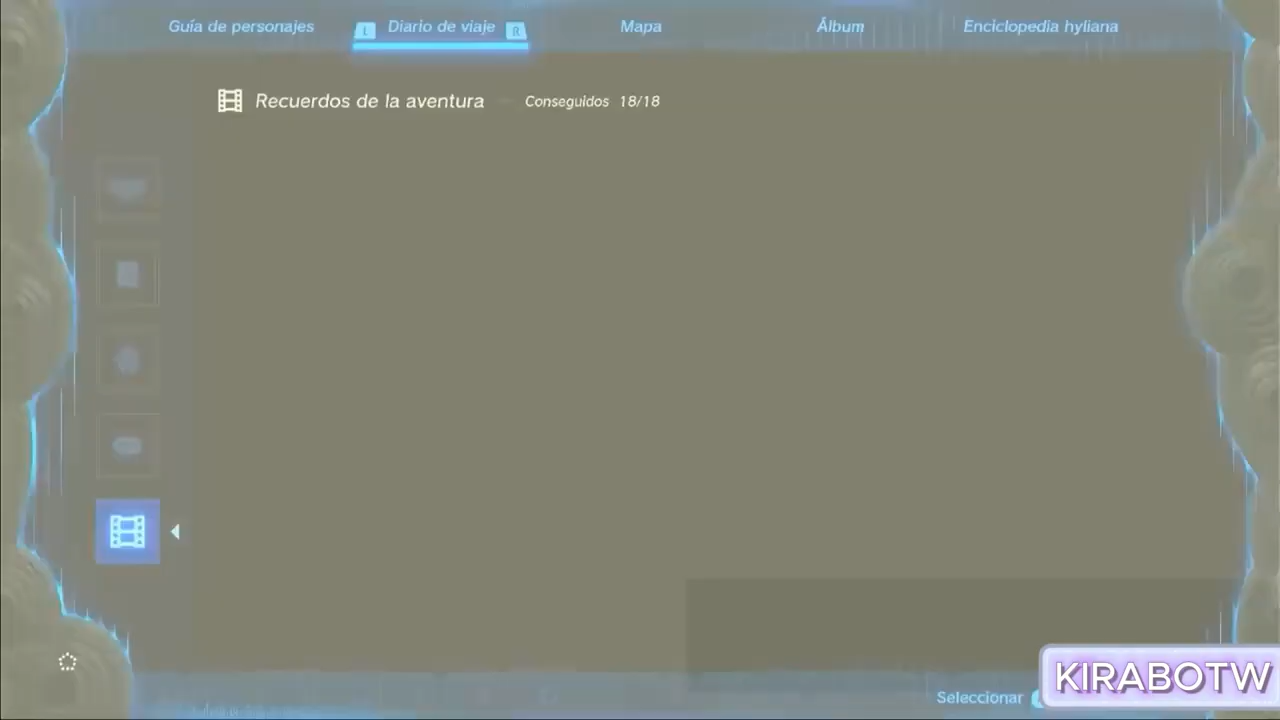 Guía de personajes L Diario de viaje R Mapa Álbum Enciclopedia hyliana
Recuerdos de la aventura Conseguidos 18/18
Seleccionar
KIRABOTW